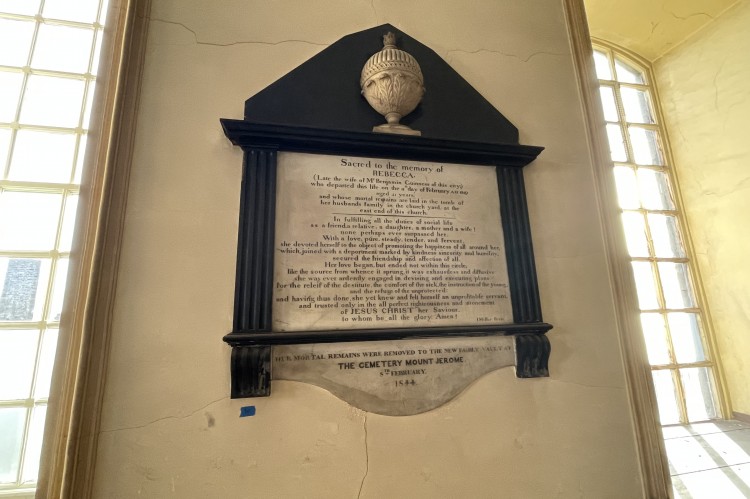 Sacred to the memory of
REBECCA.
(Late the wife of Mr Benjamin Guinness of this city)
who departed this life on the day of February,
aged 21 years,
and whose mortal remains are laid in the tomb of
her husbands family in the church yard, at the
east end of this church.
In fulfilling all the duties of social life
as a friend, a relative, a daughter, a mother and a wife;
none perhaps ever surpassed her.
With a love, pure, steady, tender, and fervent,
she devoted herself to the object of promoting the happiness of all around her,
which, joined with a deportment marked by kindness sincerity and humility,
secured the friendship and affection of all.
Her love began, but ended not within this circle;
like the source from whence it sprung, it was exhaustless and diffusive
she was ever ardently engaged in devising and executing plans
for the relief of the destitute, the comfort of the sick, the instruction of the young,
and the refuge of the unprotected;
and having thus done she yet knew and felt herself an unprofitable servant,
and trusted only in the all perfect righteousness and atonement
of JESUS CHRIST her Saviour,
to whom be all the glory. Amen!
MORTAL REMAINS WERE REMOVED TO THE NEW FAMILY VAULT IN
THE CEMETERY MOUNT JEROME
8TH FEBRUARY.
1844.